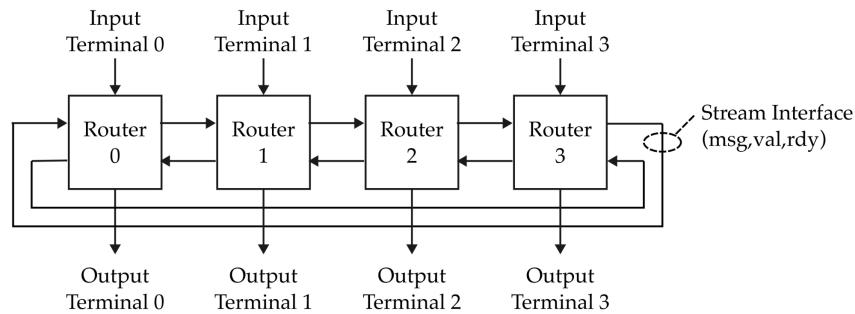 Input
Terminal 0
Input
Terminal 1
Input
Terminal 2
Input
Terminal 3
Router
0
Router
1
Router
2
Router
3
Stream Interface
(msg,val,rdy)
Output
Terminal 0
Output
Terminal 1
Output
Terminal 2
Output
Terminal 3